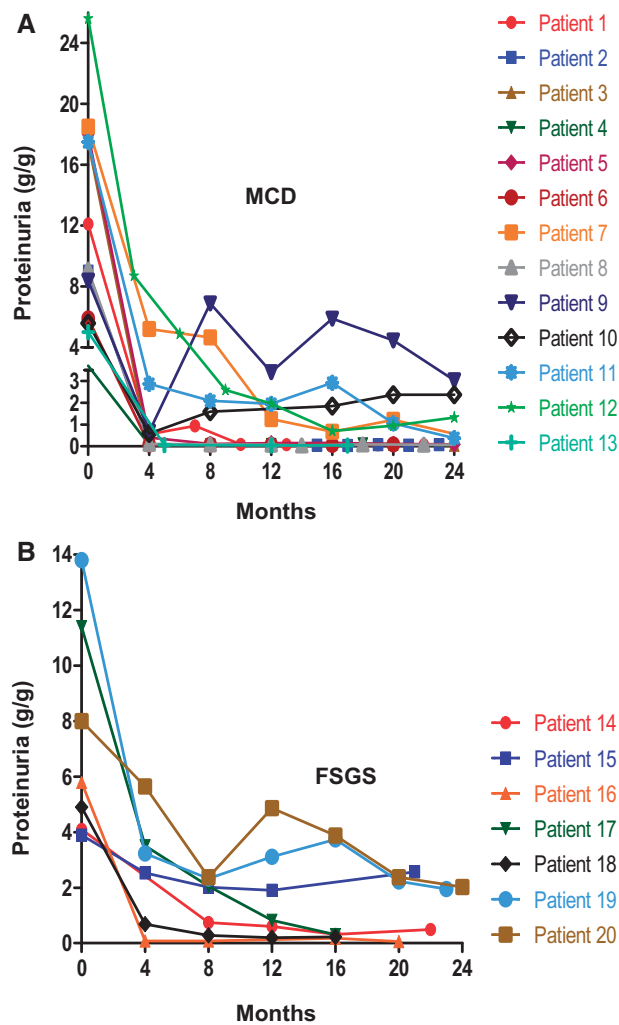 A
Proteinuria (g/g)
24
20
16
12
8
4
3
2
1
0
MCD
0 4 8 12 16 20 24
Months
Patient 1
Patient 2
Patient 3
Patient 4
Patient 5
Patient 6
Patient 7
Patient 8
Patient 9
Patient 10
Patient 11
Patient 12
Patient 13
B
Proteinuria (g/g)
14
12
10
8
6
4
2
0
FSGS
0 4 8 12 16 20 24
Months
Patient 14
Patient 15
Patient 16
Patient 17
Patient 18
Patient 19
Patient 20